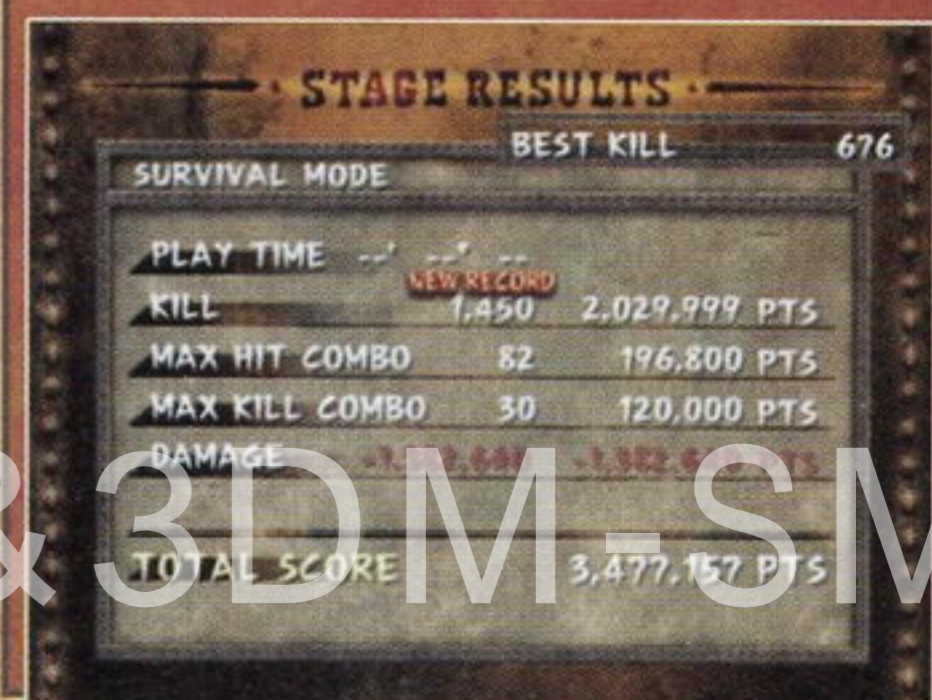 STAGE RESULTS
BEST KILL 676
SURVIVAL MODE
PLAY TIME --' --" --
NEW RECORD
KILL 1,450 2,029,999 PTS
MAX HIT COMBO 82 196,800 PTS
MAX KILL COMBO 30 120,000 PTS
DAMAGE PTS
TOTAL SCORE 3,477,157 PTS
&3DM-SM